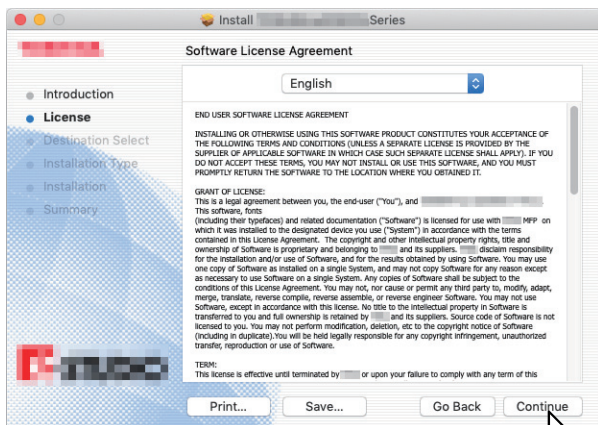 Install Series
Software License Agreement
English
Introduction
License
Destination Select
Installation Type
Installation
Summary
END USER SOFTWARE LICENSE AGREEMENT
INSTALLING OR OTHERWISE USING THIS SOFTWARE PRODUCT CONSTITUTES YOUR ACCEPTANCE OF
THE FOLLOWING TERMS AND CONDITIONS (UNLESS A SEPARATE LICENSE IS PROVIDED BY THE
SUPPLIER OF APPLICABLE SOFTWARE IN WHICH CASE SUCH SEPARATE LICENSE SHALL APPLY). IF YOU
DO NOT ACCEPT THESE TERMS, YOU MAY NOT INSTALL OR USE THIS SOFTWARE, AND YOU MUST
PROMPTLY RETURN THE SOFTWARE TO THE LOCATION WHERE YOU OBTAINED IT.
GRANT OF LICENSE:
This is a legal agreement between you, the end-user ("You"), and
This software, fonts
(including their typefaces) and related documentation ("Software") is licensed for use with MFP on
which it was installed to the designated device you use ("System") in accordance with the terms
contained in this License Agreement. The copyright and other intellectual property rights, title and
ownership of Software is proprietary and belonging to and its suppliers. disclaim responsibility
for the installation and/or use of Software, and for the results obtained by using Software. You may use
one copy of Software as installed on a single System, and may not copy Software for any reason except
as necessary to use Software on a single System. Any copies of Software shall be subject to the
conditions of this License Agreement. You may not, nor cause or permit any third party to, modify, adapt,
merge, translate, reverse compile, reverse assemble, or reverse engineer Software. You may not use
Software, except in accordance with this license. No title to the intellectual property in Software is
transferred to you and full ownership is retained by and its suppliers. Source code of Software is not
licensed to you. You may not perform modification, deletion, etc to the copyright notice of Software
(including in duplicate).You will be held legally responsible for any copyright infringement, unauthorized
transfer, reproduction or use of Software.
TERM:
This license is effective until terminated by or upon your failure to comply with any term of this
Print...
Save...
Go Back
Continue